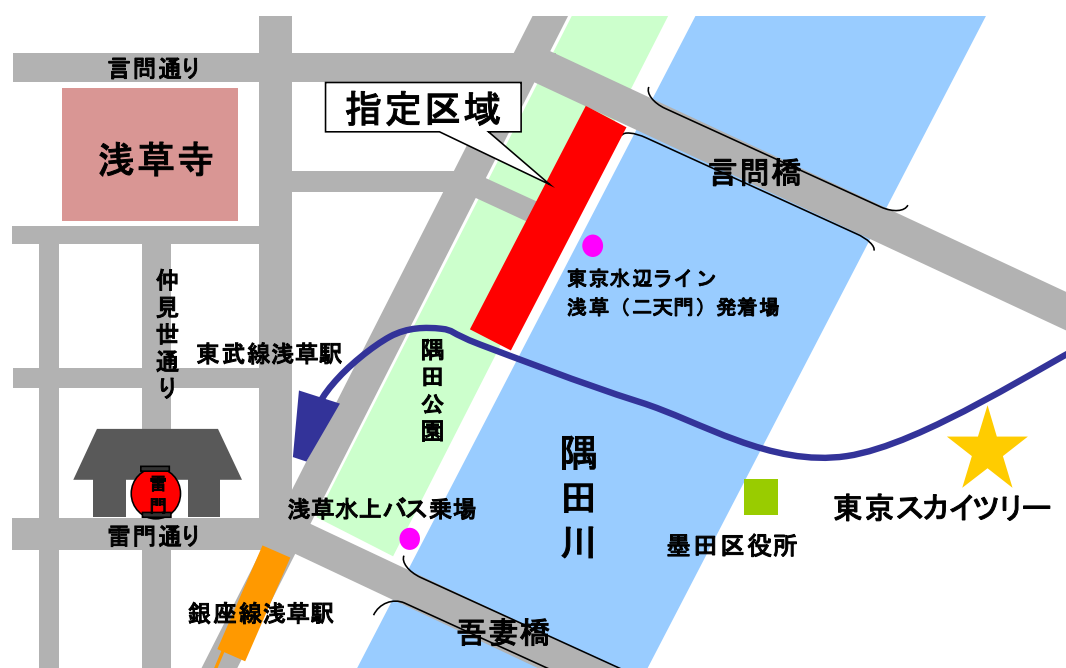 言問通り
指定区域
浅草寺
言問橋
東京水辺ライン
浅草（二天門）発着場
仲見世通り
東武線浅草駅
隅田公園
隅田川
雷門
浅草水上バス乗場
東京スカイツリー
雷門通り
墨田区役所
銀座線浅草駅
吾妻橋